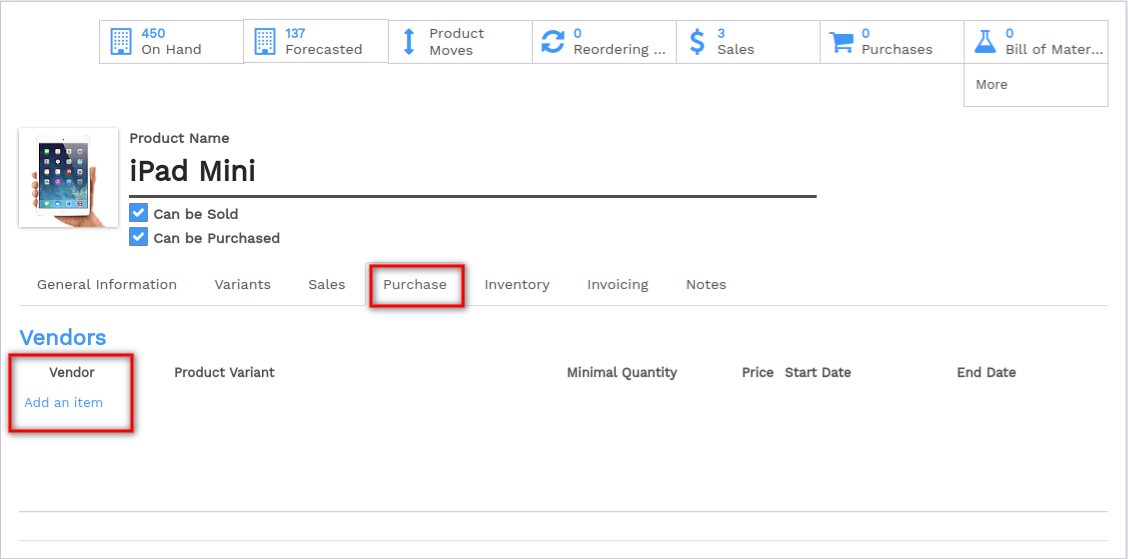 450 On Hand
137 Forecasted
Product Moves
0 Reordering ...
3 Sales
0 Purchases
0 Bill of Mater...
More
Product Name
iPad Mini
Can be Sold
Can be Purchased
General Information Variants Sales Purchase Inventory Invoicing Notes
Vendors
Vendor Product Variant Minimal Quantity Price Start Date End Date
Add an item